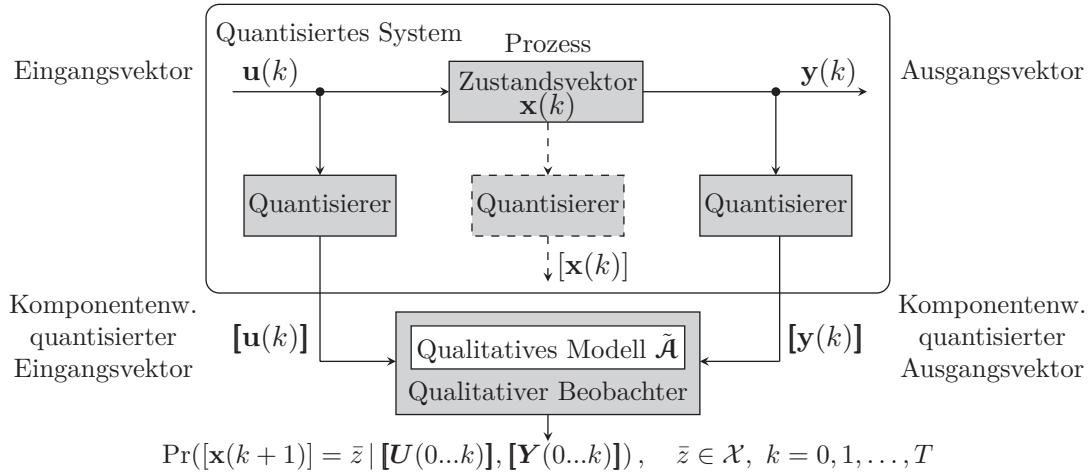 Quantisiertes System
Prozess
Eingangsvektor
u(k)
Zustandsvektor
x(k)
y(k)
Ausgangsvektor
Quantisierer
Quantisierer
Quantisierer
[x(k)]
Komponentenw.
quantisierter
Eingangsvektor
[u(k)]
Qualitatives Modell 𝓐̃
Qualitativer Beobachter
[y(k)]
Komponentenw.
quantisierter
Ausgangsvektor
Pr([x(k + 1)] = z̄ | [U(0...k)], [Y(0...k)]) , z̄ ∈ 𝒳, k = 0, 1, . . . , T